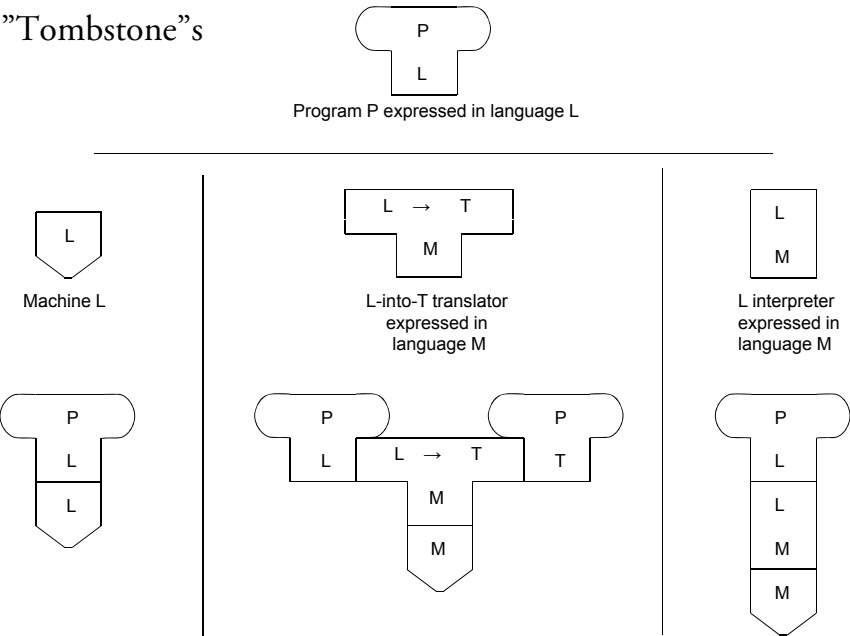 ”Tombstone”s
P
L
Program P expressed in language L
L
Machine L
L → T
M
L-into-T translator
expressed in
language M
L
M
L interpreter
expressed in
language M
P
L
L
P P
L L → T T
M
M
P
L
L
M
M